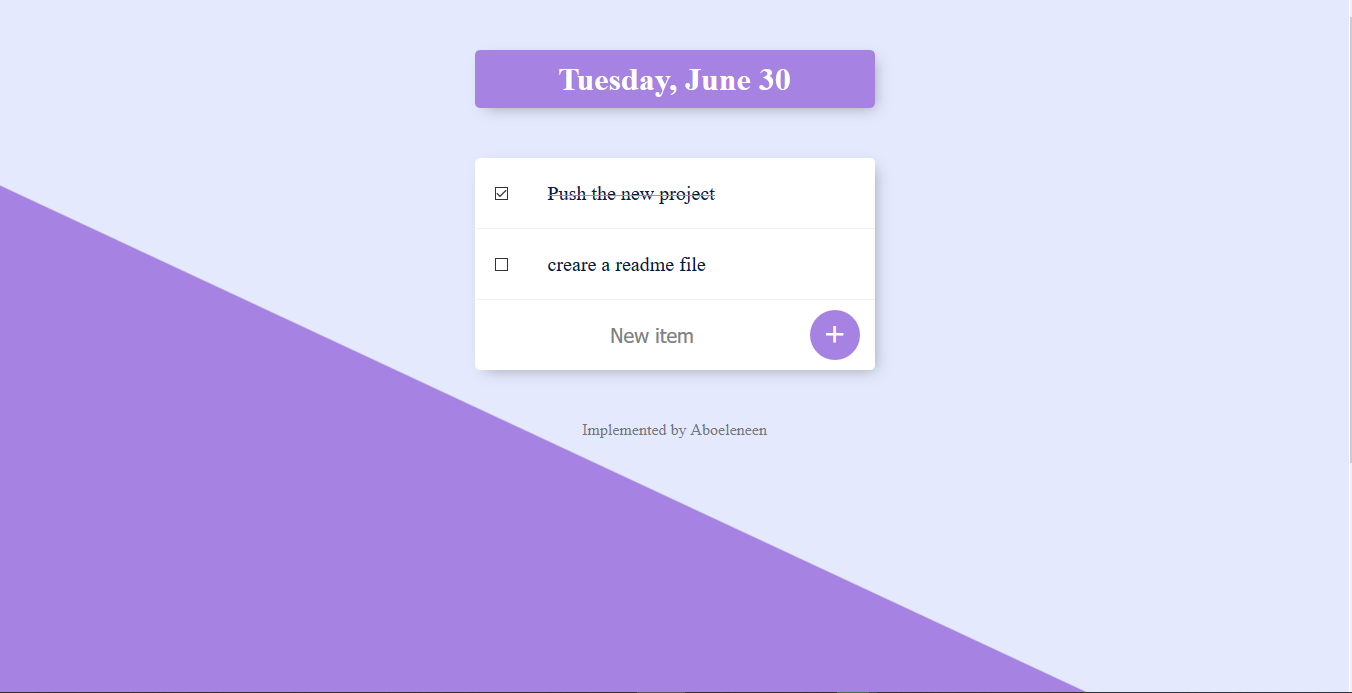 Tuesday, June 30
Push the new project
creare a readme file
New item +
Implemented by Aboeleneen